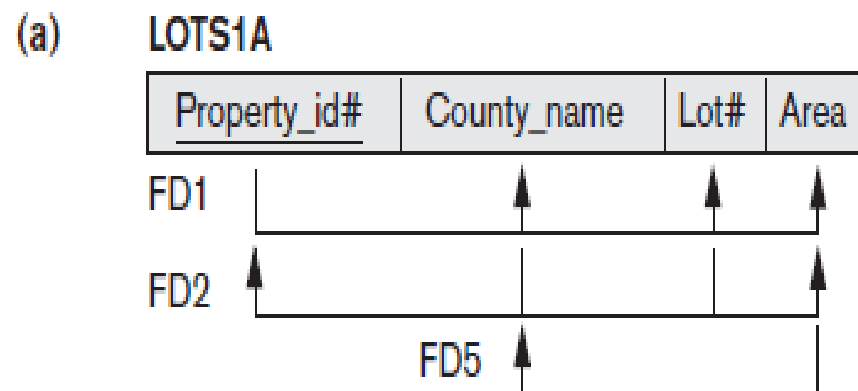 (a) LOTS1A
Property_id# County_name Lot# Area
FD1
FD2
FD5